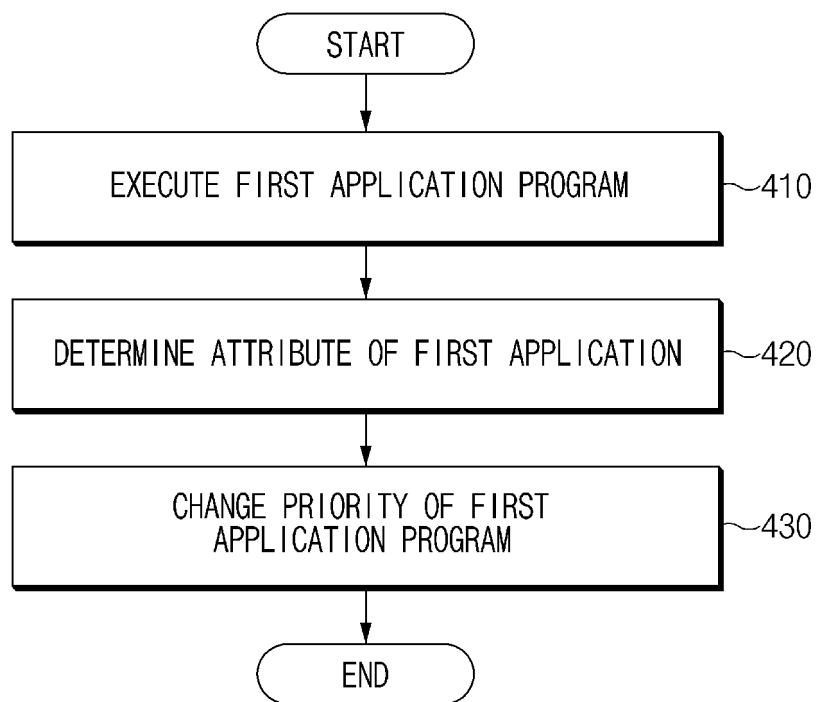 START
EXECUTE FIRST APPLICATION PROGRAM
410
DETERMINE ATTRIBUTE OF FIRST APPLICATION
420
CHANGE PRIORITY OF FIRST
APPLICATION PROGRAM
430
END